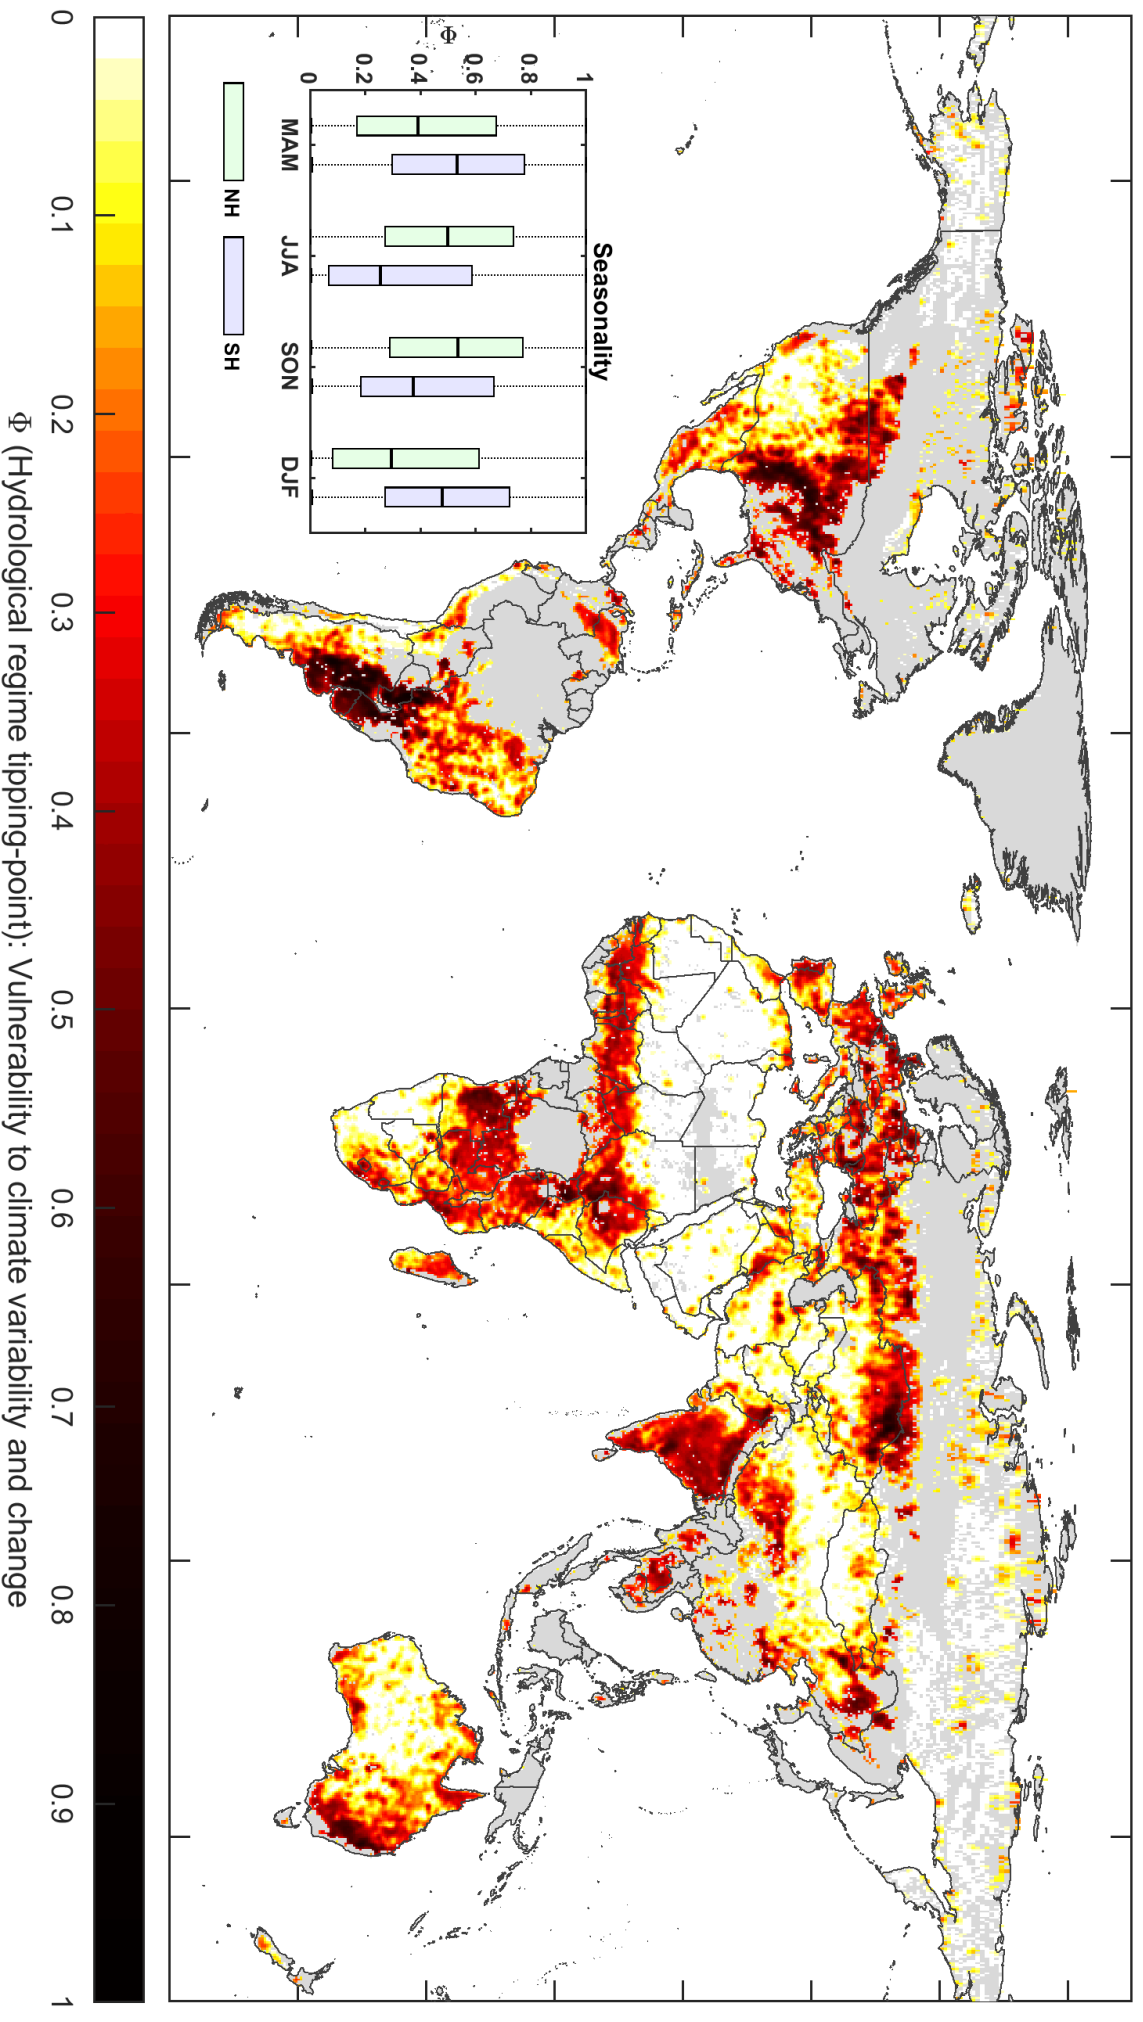 Seasonality
Φ
1
0.8
0.6
0.4
0.2
0
MAM
JJA
SON
DJF
NH
SH
0
0.1
0.2
0.3
0.4
0.5
0.6
0.7
0.8
0.9
1
Φ (Hydrological regime tipping-point): Vulnerability to climate variability and change